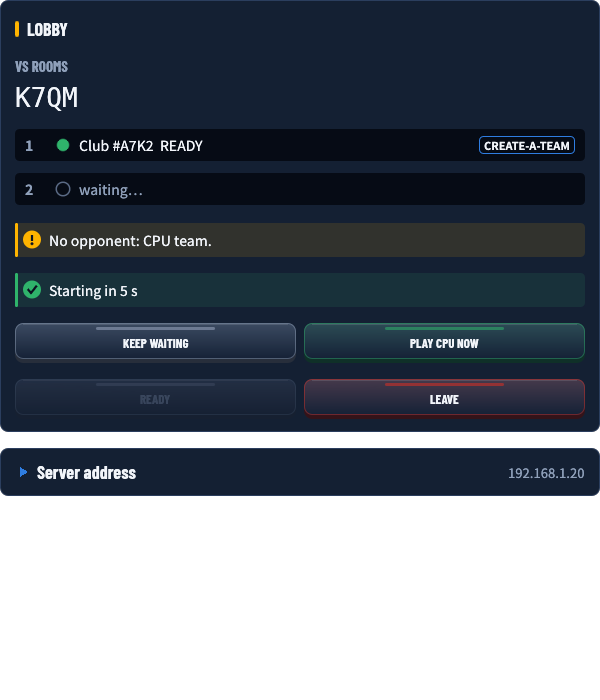 LOBBY
VS ROOMS
K7QM
1 Club #A7K2 READY CREATE-A-TEAM
2 waiting…
No opponent: CPU team.
Starting in 5 s
KEEP WAITING PLAY CPU NOW
READY LEAVE
Server address 192.168.1.20